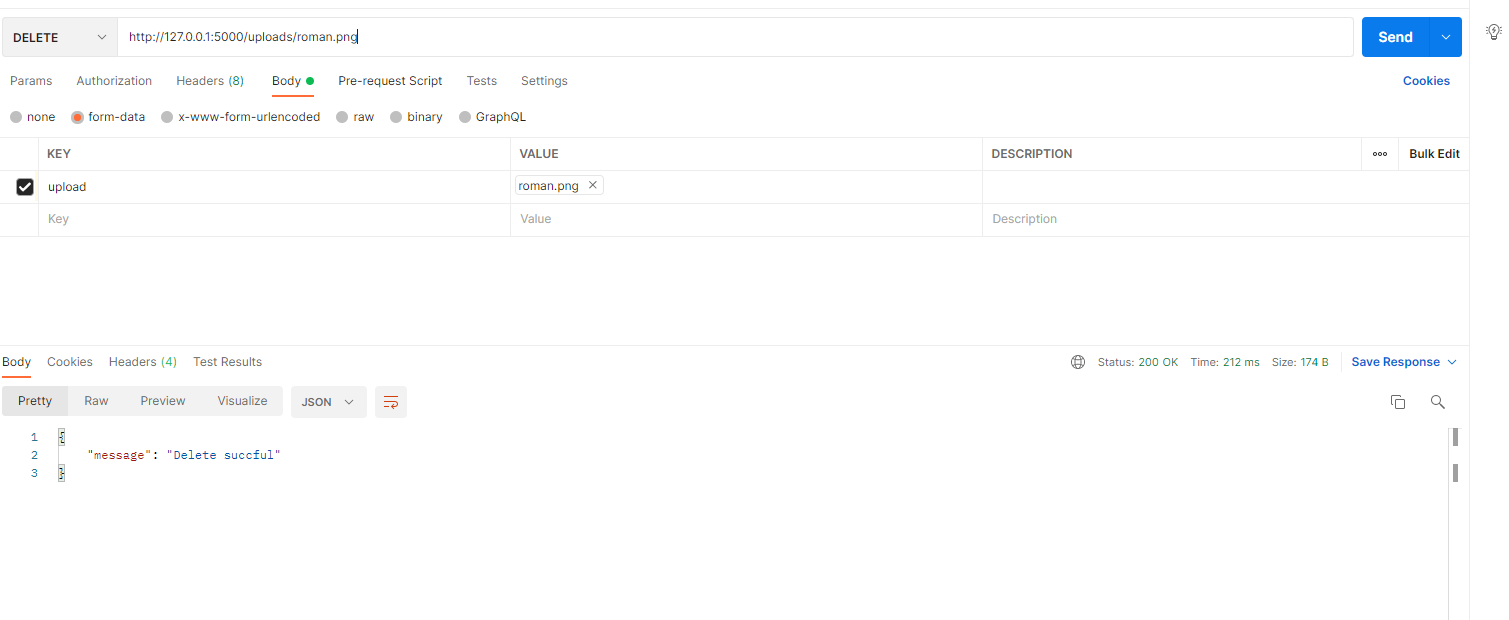 DELETE http://127.0.0.1:5000/uploads/roman.png Send
Params Authorization Headers (8) Body Pre-request Script Tests Settings Cookies
none form-data x-www-form-urlencoded raw binary GraphQL
KEY VALUE DESCRIPTION ooo Bulk Edit
upload roman.png ×
Key Value Description
Body Cookies Headers (4) Test Results Status: 200 OK Time: 212 ms Size: 174 B Save Response
Pretty Raw Preview Visualize JSON
1 {
2 "message": "Delete succful"
3 }